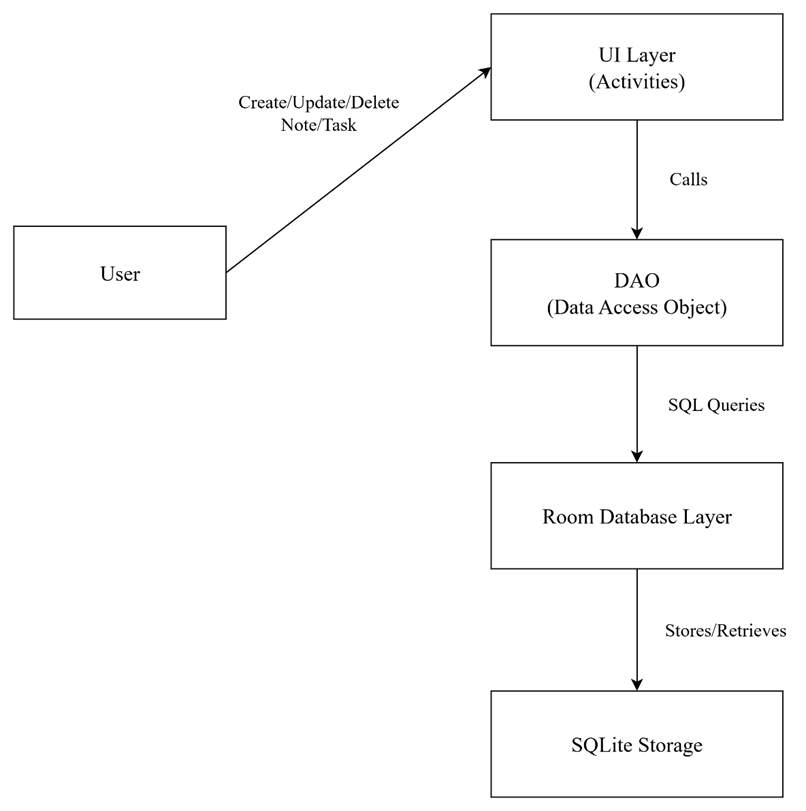 UI Layer
(Activities)
Create/Update/Delete
Note/Task
Calls
User
DAO
(Data Access Object)
SQL Queries
Room Database Layer
Stores/Retrieves
SQLite Storage